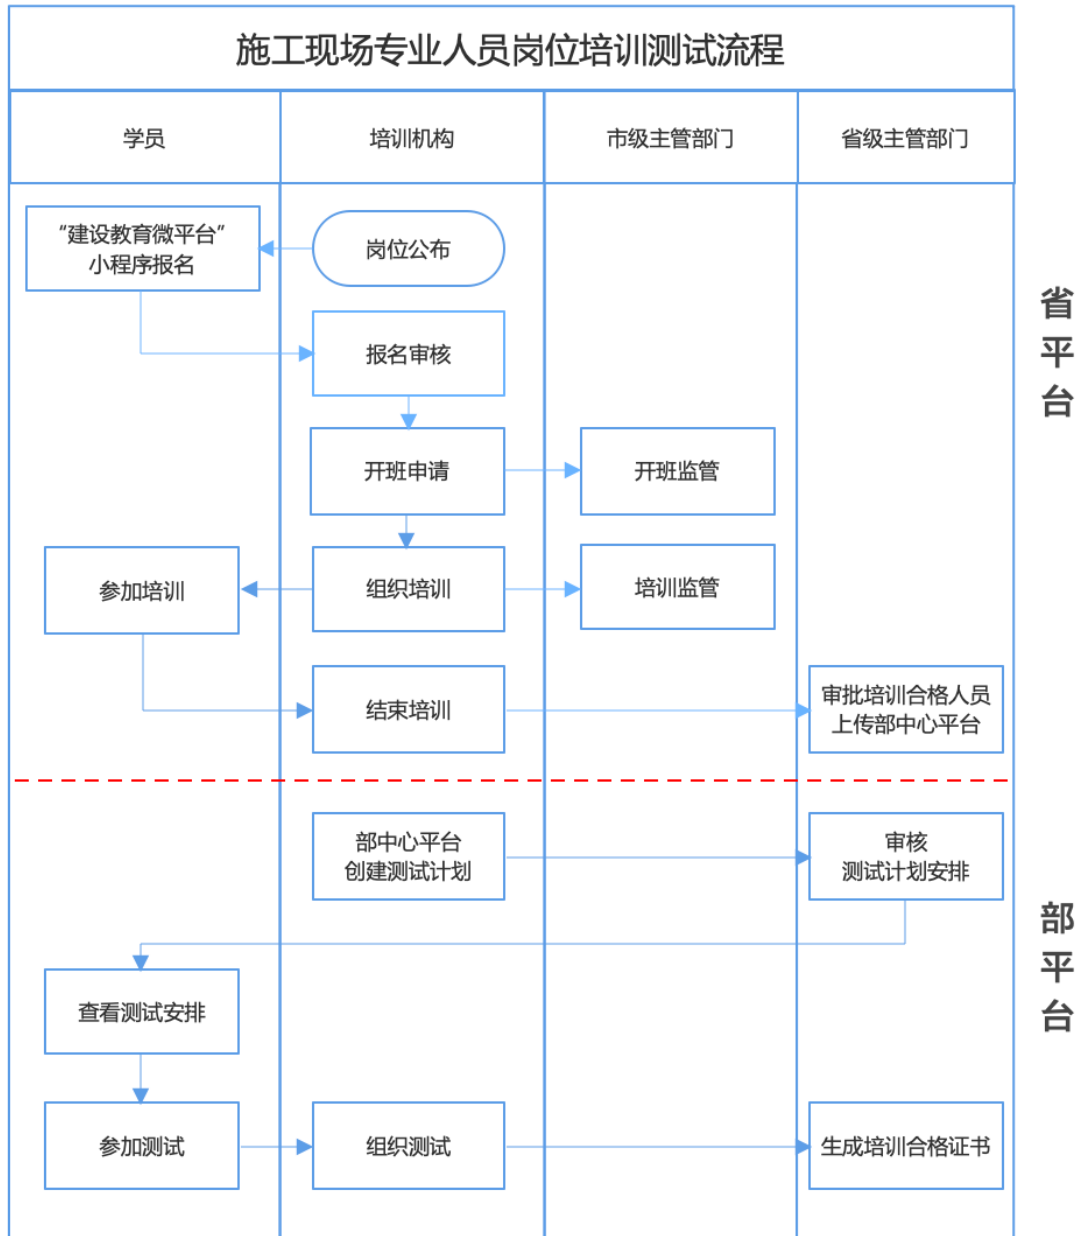 施工现场专业人员岗位培训测试流程
学员
培训机构
市级主管部门
省级主管部门
“建设教育微平台”
小程序报名
岗位公布
报名审核
开班申请
开班监管
参加培训
组织培训
培训监管
结束培训
审批培训合格人员
上传部中心平台
省
平
台
部中心平台
创建测试计划
审核
测试计划安排
查看测试安排
参加测试
组织测试
生成培训合格证书
部
平
台